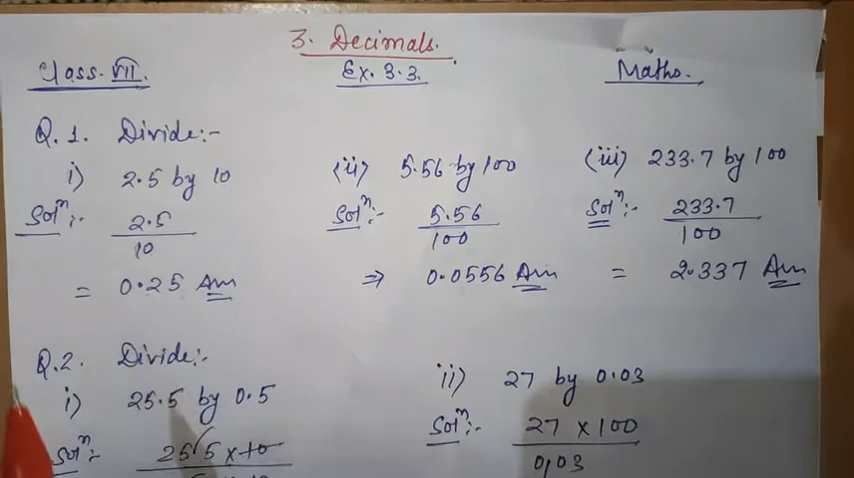 3. Decimals.
Class. VII. Ex. 3.3. Maths.
Q.1. Divide:-
i) 2.5 by 10 (ii) 5.56 by 100 (iii) 233.7 by 100
Solⁿ:- 2.5/10 Solⁿ:- 5.56/100 Solⁿ:- 233.7/100
= 0.25 Ans ⇒ 0.0556 Ans = 2.337 Ans
Q.2. Divide:-
i) 25.5 by 0.5 ii) 27 by 0.03
Solⁿ:- 25.5 x 10 Solⁿ:- 27 x 100/0,03